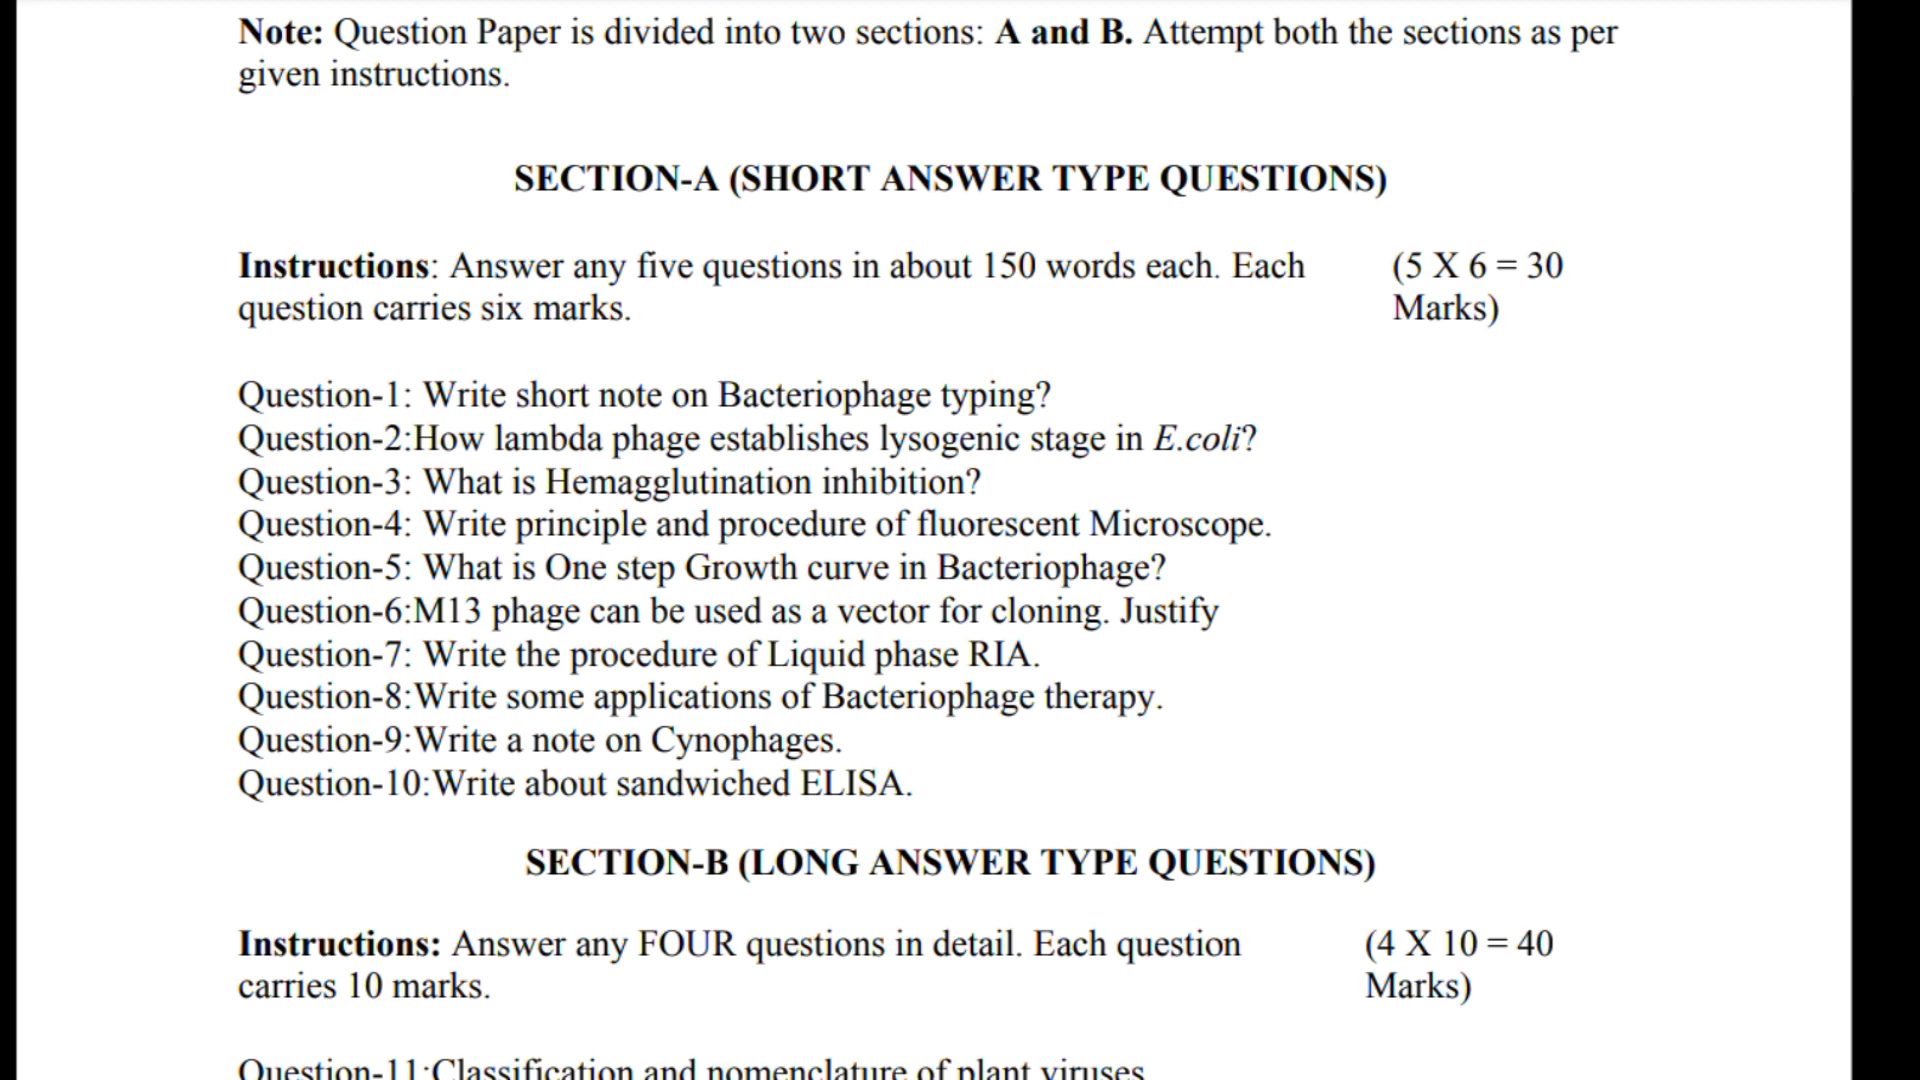 Note: Question Paper is divided into two sections: A and B. Attempt both the sections as per
given instructions.
SECTION-A (SHORT ANSWER TYPE QUESTIONS)
Instructions: Answer any five questions in about 150 words each. Each (5 X 6 = 30
question carries six marks. Marks)
Question-1: Write short note on Bacteriophage typing?
Question-2:How lambda phage establishes lysogenic stage in E.coli?
Question-3: What is Hemagglutination inhibition?
Question-4: Write principle and procedure of fluorescent Microscope.
Question-5: What is One step Growth curve in Bacteriophage?
Question-6:M13 phage can be used as a vector for cloning. Justify
Question-7: Write the procedure of Liquid phase RIA.
Question-8:Write some applications of Bacteriophage therapy.
Question-9:Write a note on Cynophages.
Question-10:Write about sandwiched ELISA.
SECTION-B (LONG ANSWER TYPE QUESTIONS)
Instructions: Answer any FOUR questions in detail. Each question (4 X 10 = 40
carries 10 marks. Marks)
Question-11:Classification and nomenclature of plant viruses